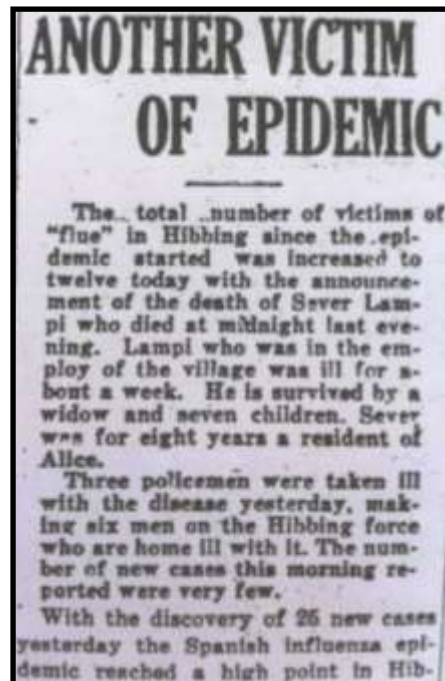 ANOTHER VICTIM
OF EPIDEMIC
The total number of victims of
"flue" in Hibbing since the epi-
demic started was increased to
twelve today with the announce-
ment of the death of Sever Lam-
pi who died at midnight last eve-
ning. Lampi who was in the em-
ploy of the village was ill for a-
bout a week. He is survived by a
widow and seven children. Sever
was for eight years a resident of
Alice.
Three policemen were taken ill
with the disease yesterday, mak-
ing six men on the Hibbing force
who are home ill with it. The num-
ber of new cases this morning re-
ported were very few.
With the discovery of 26 new cases
yesterday the Spanish influenza epi-
demic reached a high point in Hib-